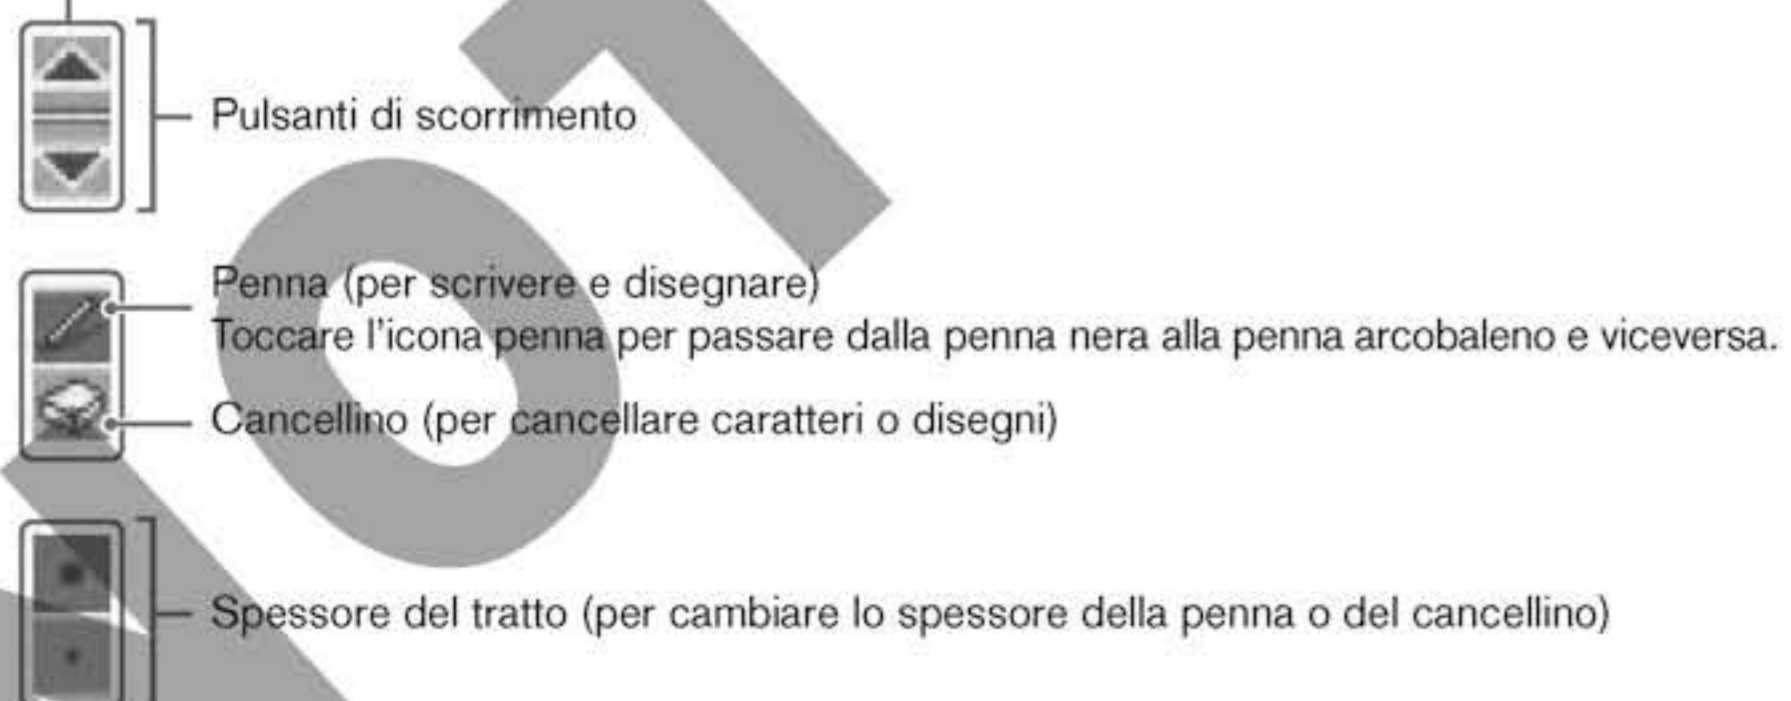 Pulsanti di scorrimento
Penna (per scrivere e disegnare)
Toccare l'icona penna per passare dalla penna nera alla penna arcobaleno e viceversa.
Cancellino (per cancellare caratteri o disegni)
Spessore del tratto (per cambiare lo spessore della penna o del cancellino)